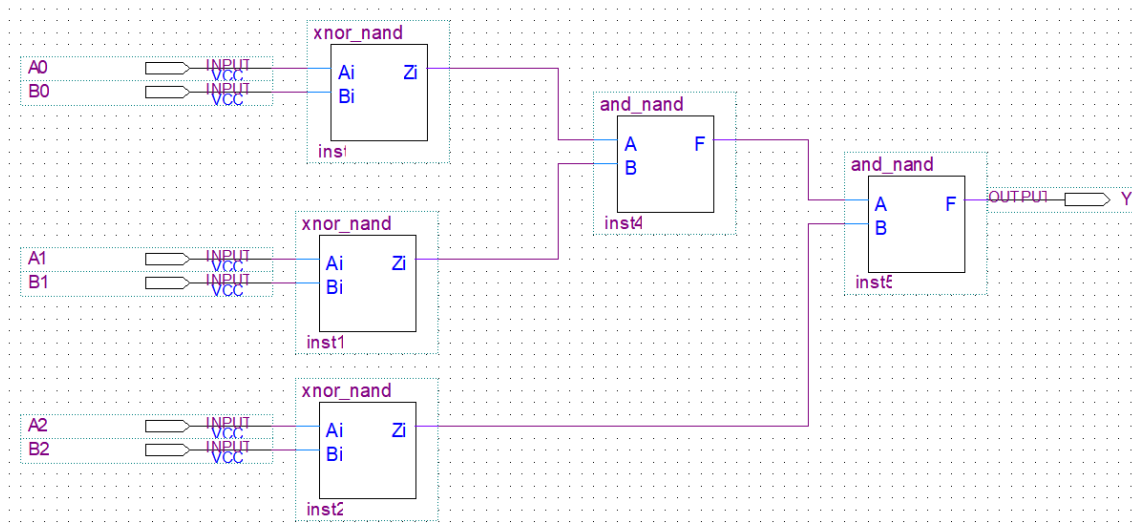 xnor_nand
A0 INPUT VCC Ai Zi
B0 INPUT VCC Bi
inst
and_nand
A F
B
inst4
and_nand
A F OUTPUT Y
B
inst5
xnor_nand
A1 INPUT VCC Ai Zi
B1 INPUT VCC Bi
inst1
xnor_nand
A2 INPUT VCC Ai Zi
B2 INPUT VCC Bi
inst2